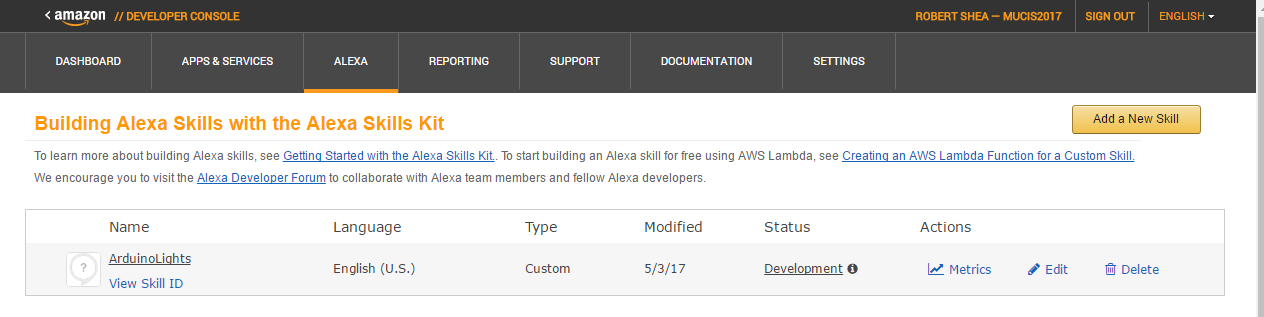 < amazon // DEVELOPER CONSOLE ROBERT SHEA — MUCIS2017 SIGN OUT ENGLISH
DASHBOARD APPS & SERVICES ALEXA REPORTING SUPPORT DOCUMENTATION SETTINGS
Building Alexa Skills with the Alexa Skills Kit Add a New Skill
To learn more about building Alexa skills, see Getting Started with the Alexa Skills Kit.. To start building an Alexa skill for free using AWS Lambda, see Creating an AWS Lambda Function for a Custom Skill.
We encourage you to visit the Alexa Developer Forum to collaborate with Alexa team members and fellow Alexa developers.
Name Language Type Modified Status Actions
? ArduinoLights English (U.S.) Custom 5/3/17 Development i Metrics Edit Delete
View Skill ID